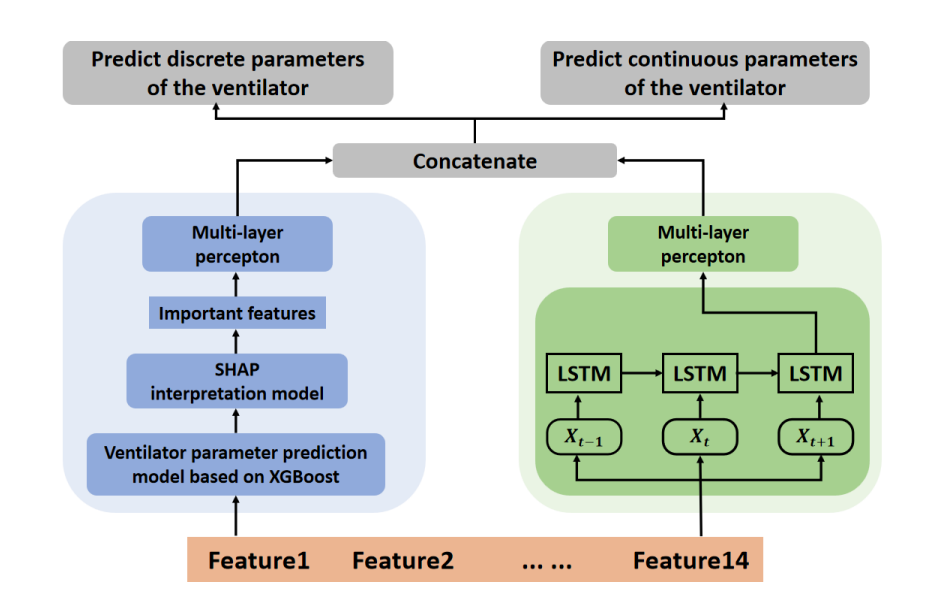 Predict discrete parameters
of the ventilator
Predict continuous parameters
of the ventilator
Concatenate
Multi-layer
percepton
Important features
SHAP
interpretation model
Ventilator parameter prediction
model based on XGBoost
Multi-layer
percepton
LSTM
LSTM
LSTM
X_{t-1}
X_t
X_{t+1}
Feature1 Feature2 ... ... Feature14